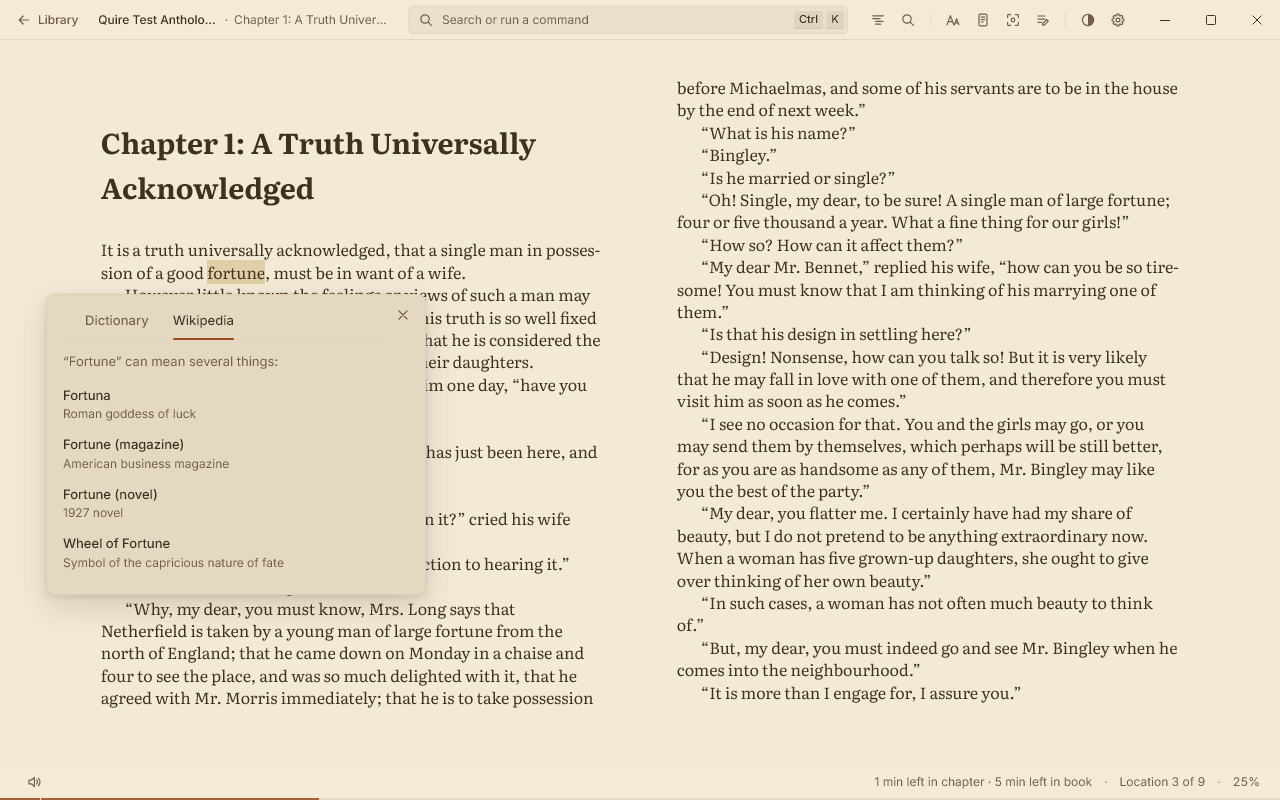 Library
Quire Test Antholo... · Chapter 1: A Truth Univer...
Search or run a command
Ctrl K
Chapter 1: A Truth Universally
Acknowledged
It is a truth universally acknowledged, that a single man in posses-
sion of a good fortune, must be in want of a wife.
views of such a man may
his truth is so well fixed
hat he is considered the
heir daughters.
im one day, “have you
has just been here, and
n it?” cried his wife
ction to hearing it.”
Dictionary
Wikipedia
“Fortune” can mean several things:
Fortuna
Roman goddess of luck
Fortune (magazine)
American business magazine
Fortune (novel)
1927 novel
Wheel of Fortune
Symbol of the capricious nature of fate
“Why, my dear, you must know, Mrs. Long says that
Netherfield is taken by a young man of large fortune from the
north of England; that he came down on Monday in a chaise and
four to see the place, and was so much delighted with it, that he
agreed with Mr. Morris immediately; that he is to take possession
before Michaelmas, and some of his servants are to be in the house
by the end of next week.”
“What is his name?”
“Bingley.”
“Is he married or single?”
“Oh! Single, my dear, to be sure! A single man of large fortune;
four or five thousand a year. What a fine thing for our girls!”
“How so? How can it affect them?”
“My dear Mr. Bennet,” replied his wife, “how can you be so tire-
some! You must know that I am thinking of his marrying one of
them.”
“Is that his design in settling here?”
“Design! Nonsense, how can you talk so! But it is very likely
that he may fall in love with one of them, and therefore you must
visit him as soon as he comes.”
“I see no occasion for that. You and the girls may go, or you
may send them by themselves, which perhaps will be still better,
for as you are as handsome as any of them, Mr. Bingley may like
you the best of the party.”
“My dear, you flatter me. I certainly have had my share of
beauty, but I do not pretend to be anything extraordinary now.
When a woman has five grown-up daughters, she ought to give
over thinking of her own beauty.”
“In such cases, a woman has not often much beauty to think
of.”
“But, my dear, you must indeed go and see Mr. Bingley when he
comes into the neighbourhood.”
“It is more than I engage for, I assure you.”
1 min left in chapter · 5 min left in book · Location 3 of 9 · 25%